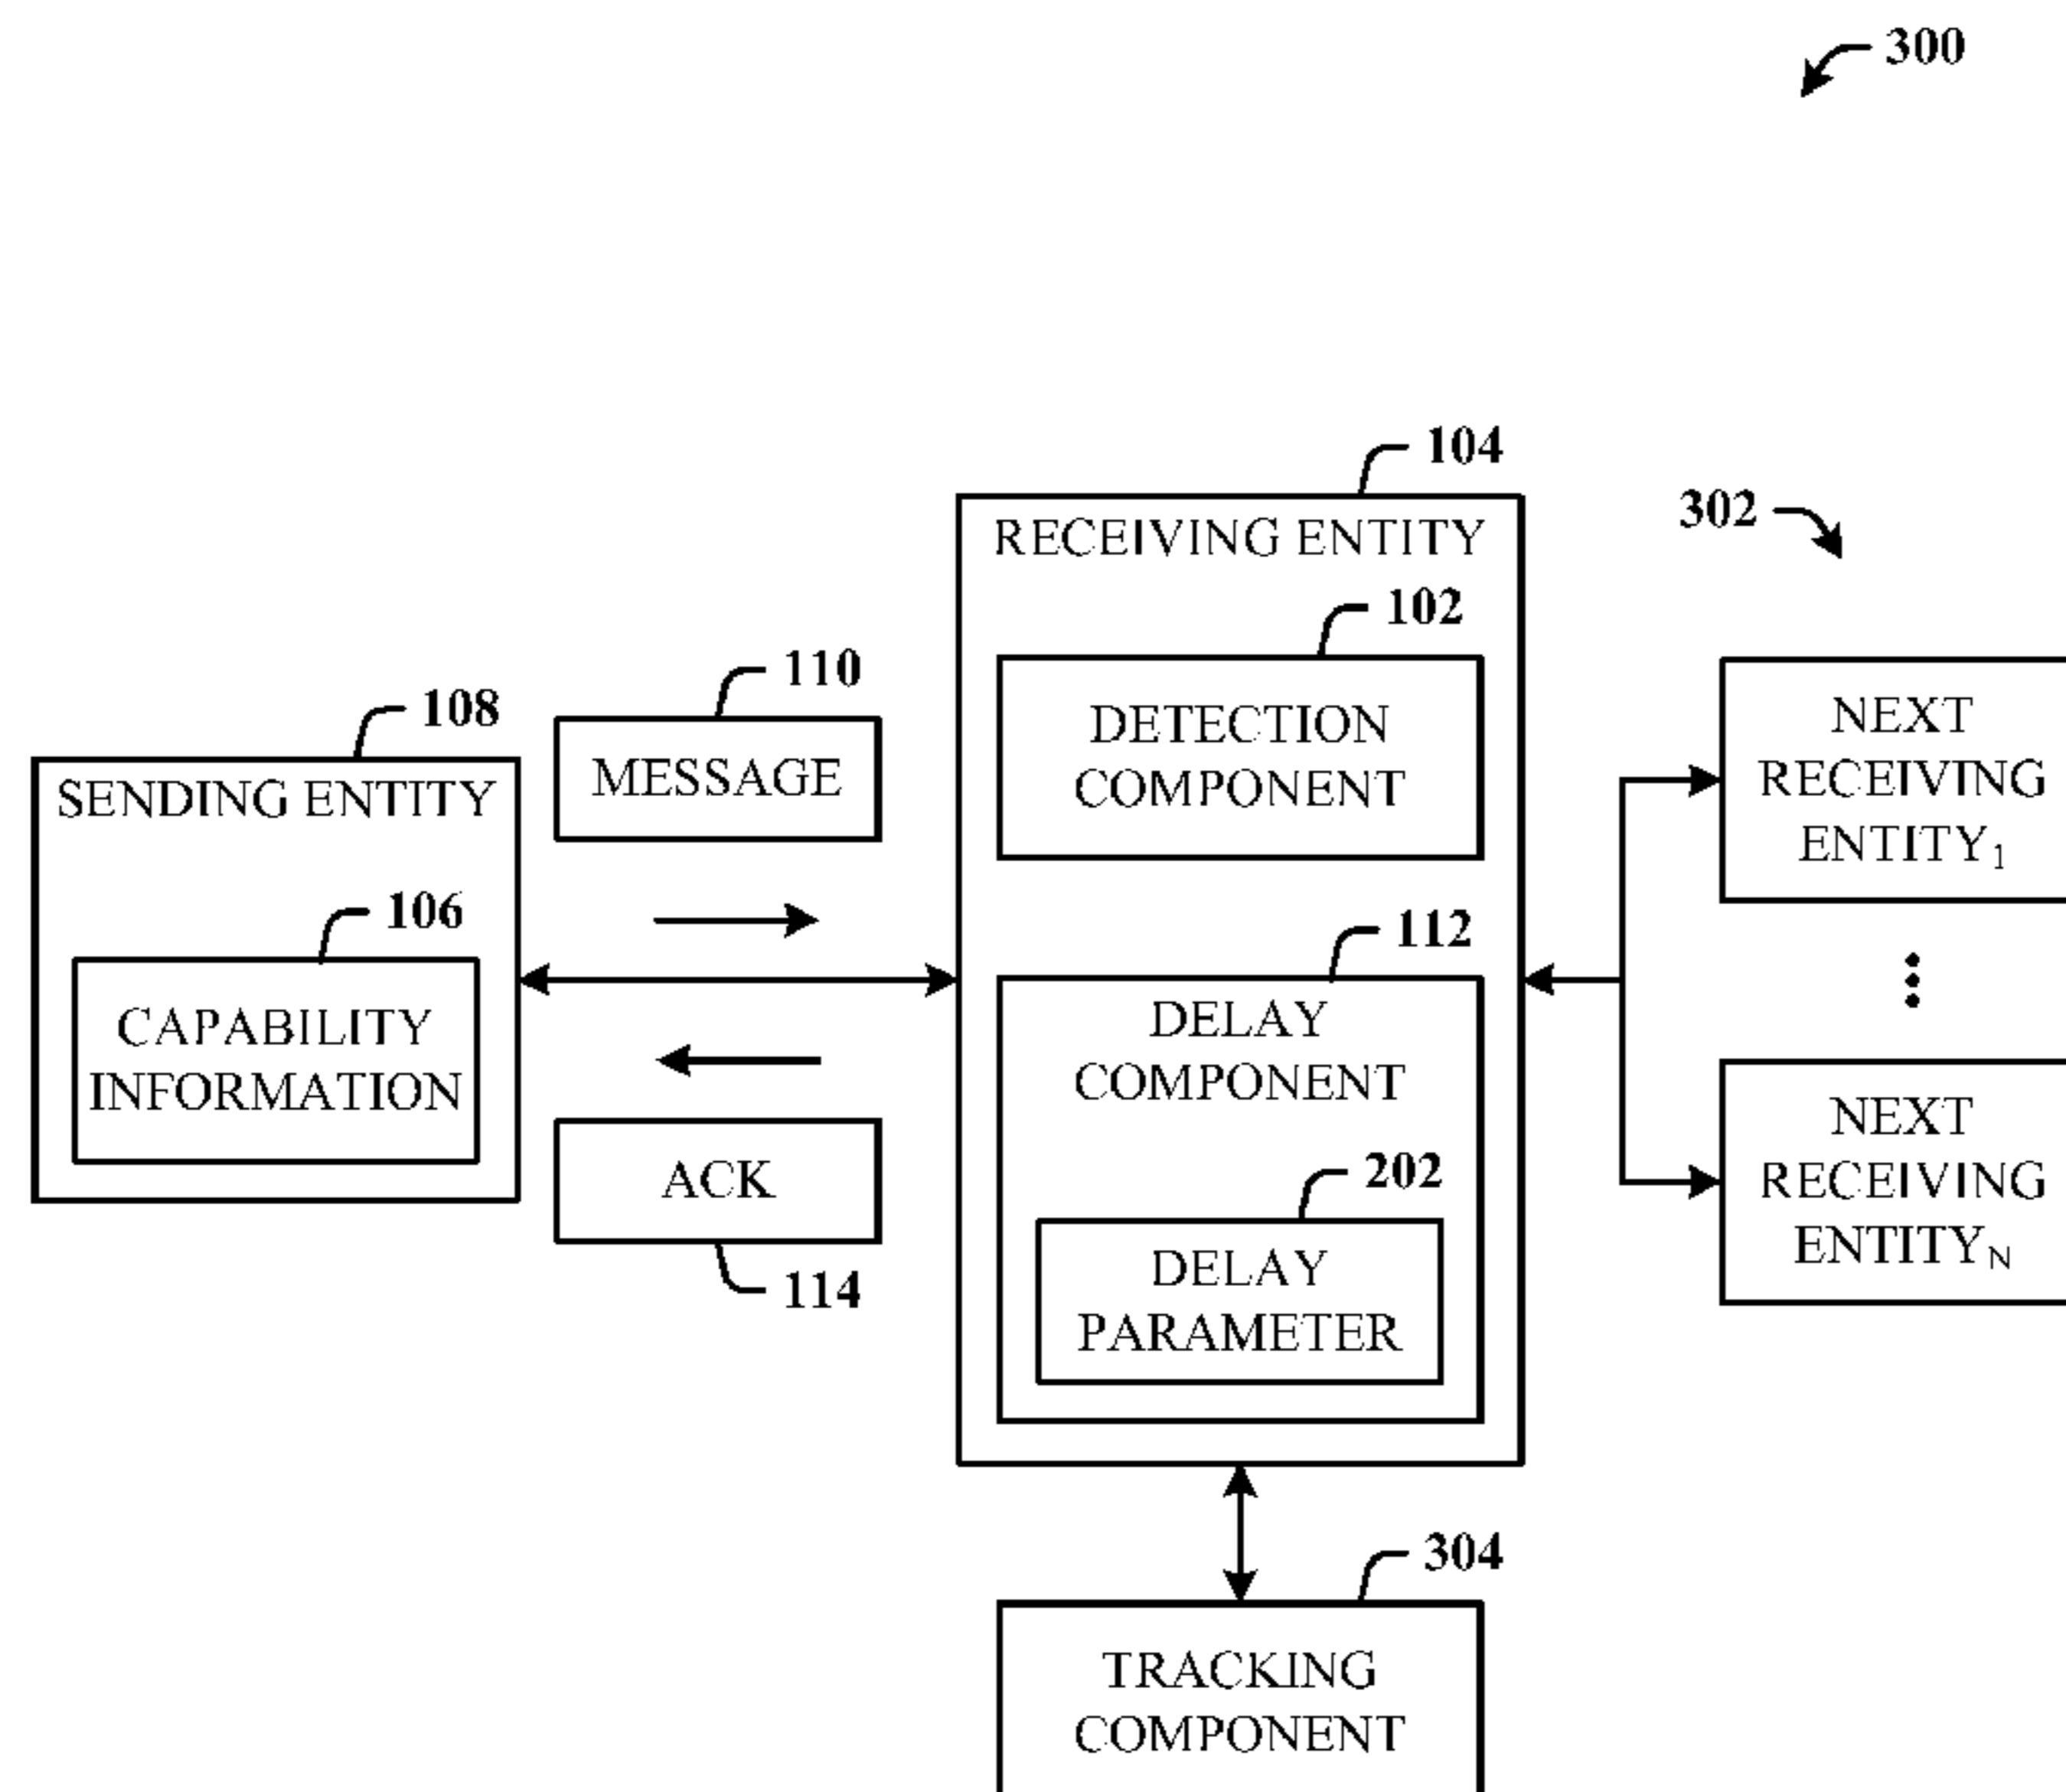 300
104
RECEIVING ENTITY
302
102
DETECTION
COMPONENT
110
MESSAGE
108
SENDING ENTITY
106
CAPABILITY
INFORMATION
112
DELAY
COMPONENT
202
DELAY
PARAMETER
ACK
114
NEXT
RECEIVING
ENTITY1
NEXT
RECEIVING
ENTITYN
304
TRACKING
COMPONENT